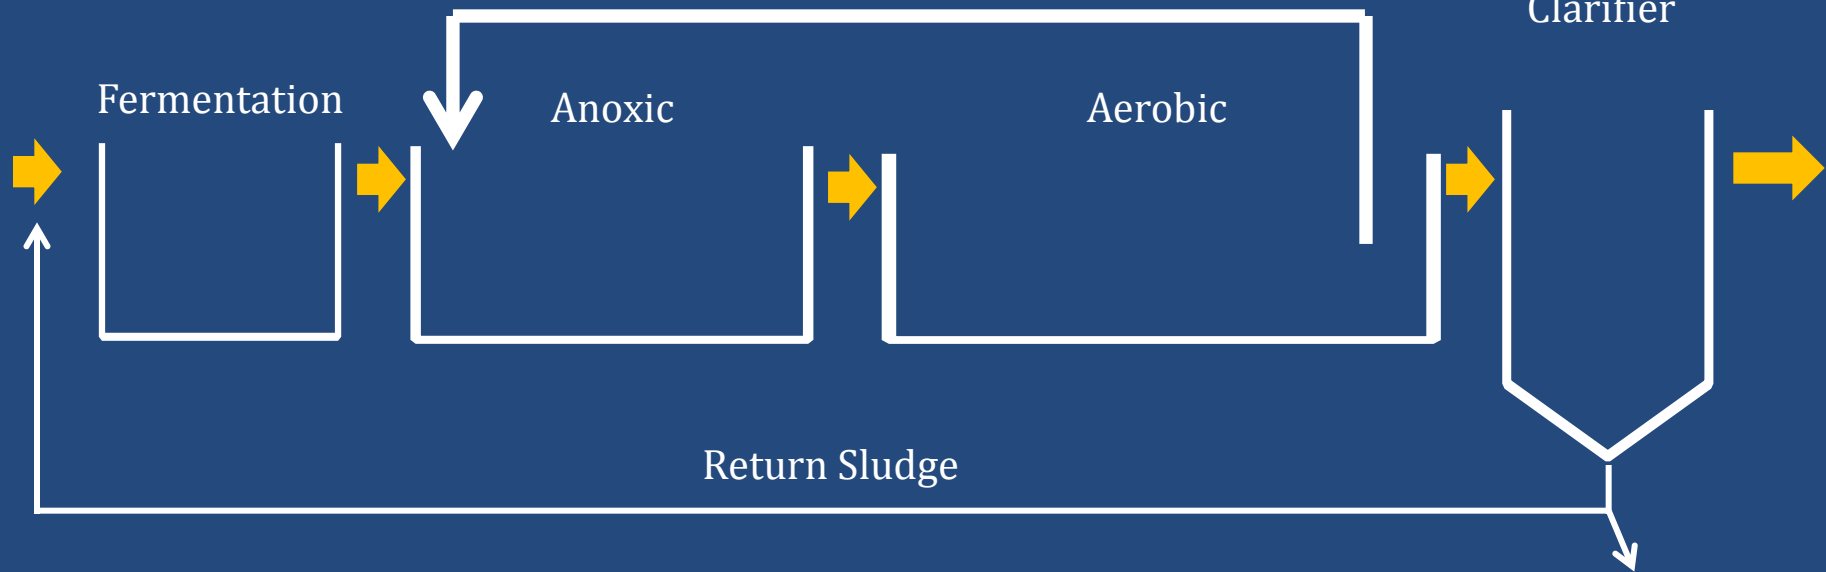 Clarifier
Fermentation
Anoxic
Aerobic
Return Sludge